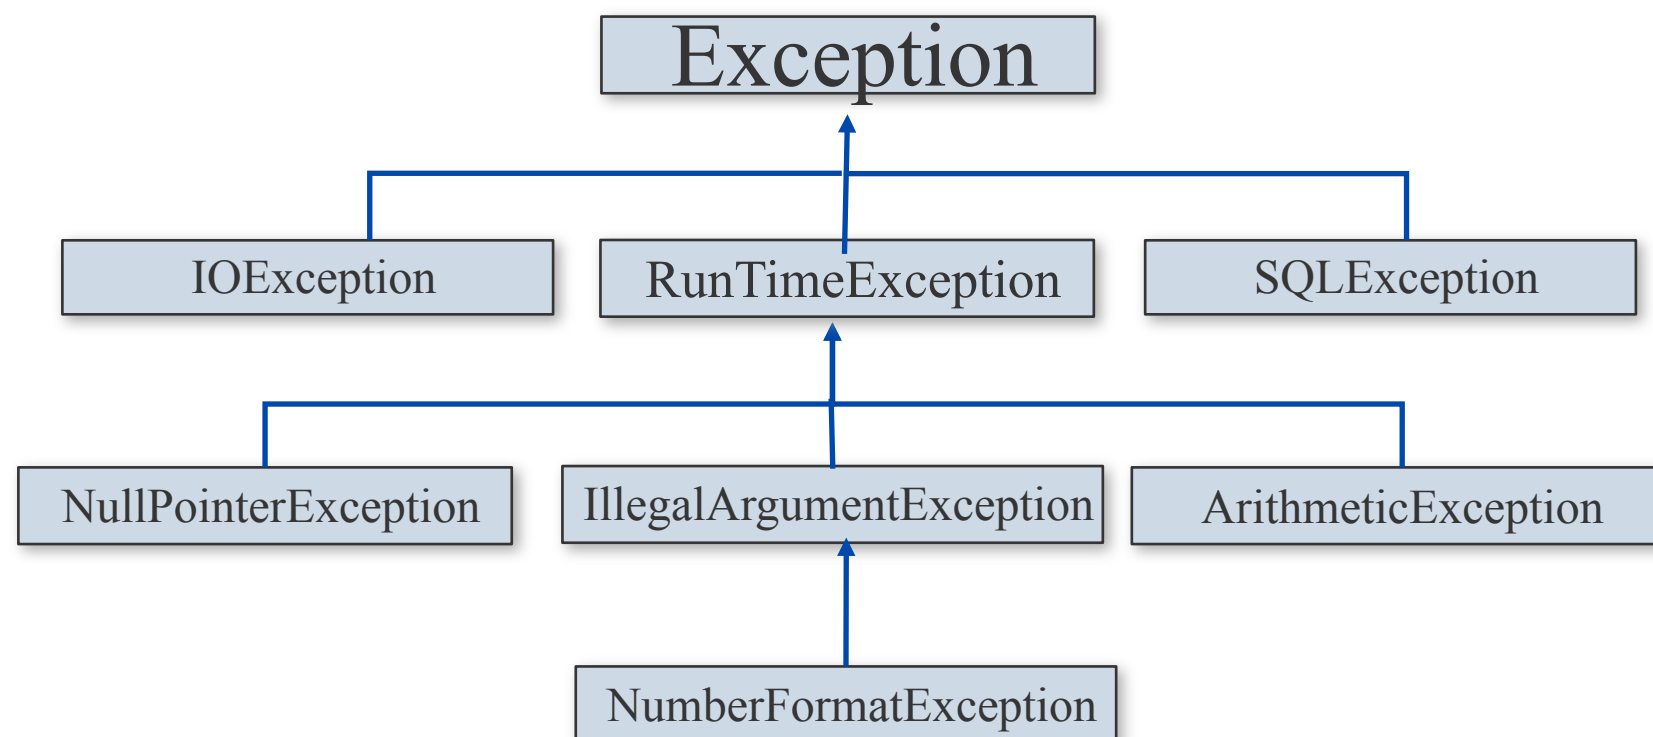 Exception
IOException
RunTimeException
SQLException
NullPointerException
IllegalArgumentException
ArithmeticException
NumberFormatException